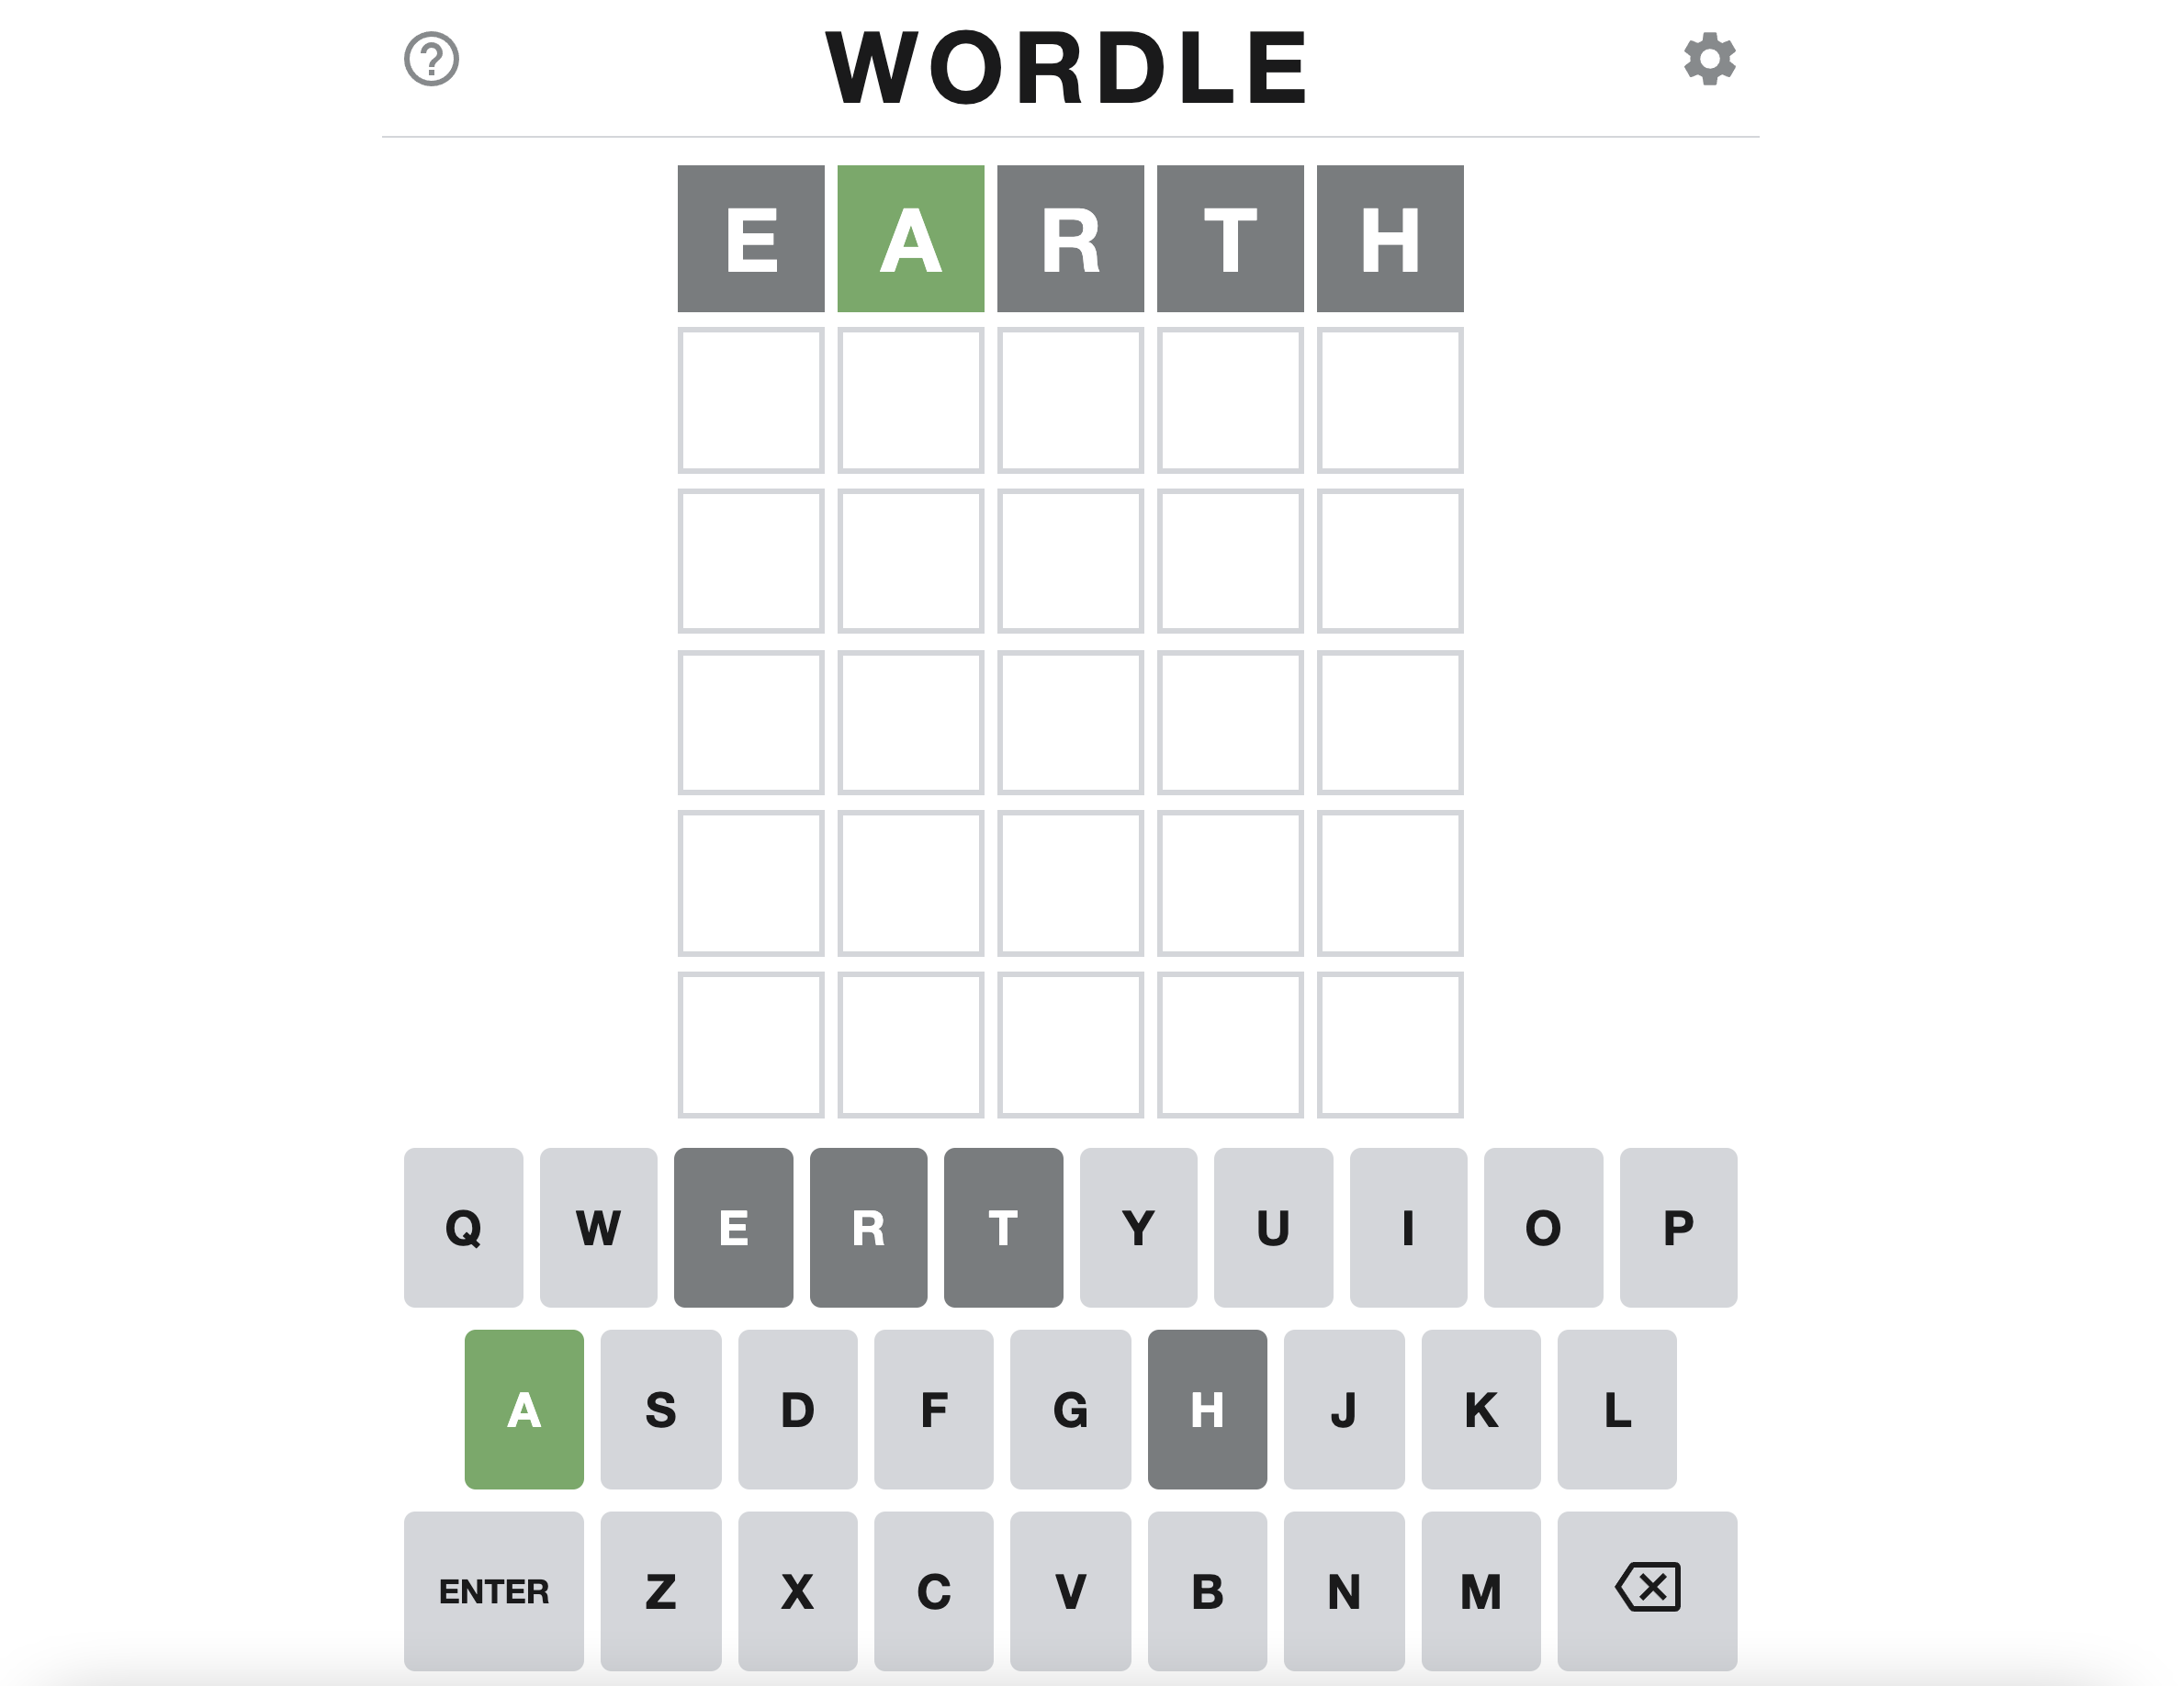 ?
WORDLE
E A R T H
Q W E R T Y U I O P
A S D F G H J K L
ENTER Z X C V B N M